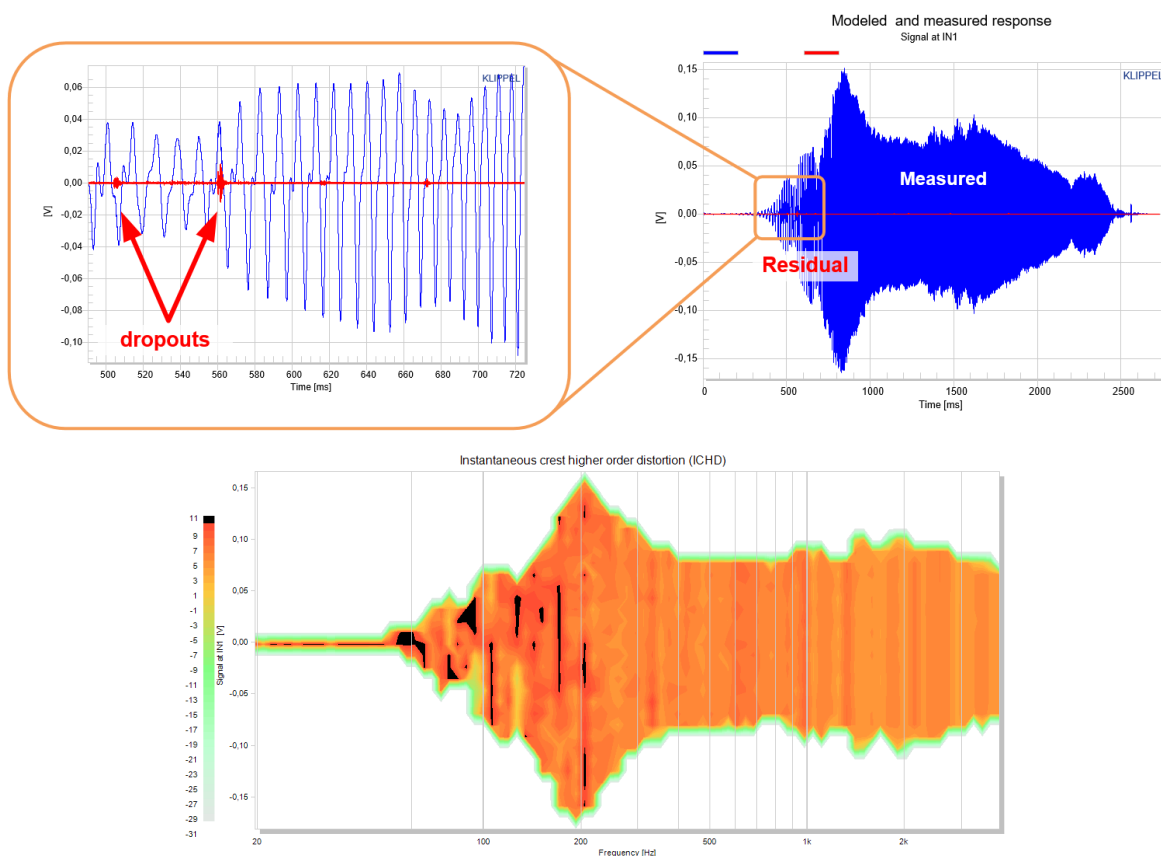 Modeled and measured response
Signal at IN1
KLIPPEL
0,15
0,10
0,05
0,00
-0,05
-0,10
-0,15
[V]
Measured
Residual
0 500 1000 1500 2000 2500
Time [ms]
KLIPPEL
0,06
0,04
0,02
0,00
-0,02
-0,04
-0,06
-0,08
-0,10
[V]
dropouts
500 520 540 560 580 600 620 640 660 680 700 720
Time [ms]
Instantaneous crest higher order distortion (ICHD)
11
9
7
5
3
1
-1
-3
-5
-7
-9
-11
-13
-15
-17
-19
-21
-23
-25
-27
-29
-31
Signal at IN1 [V]
0,15
0,10
0,05
0,00
-0,05
-0,10
-0,15
20 100 200 500 1k 2k
Frequency [Hz]